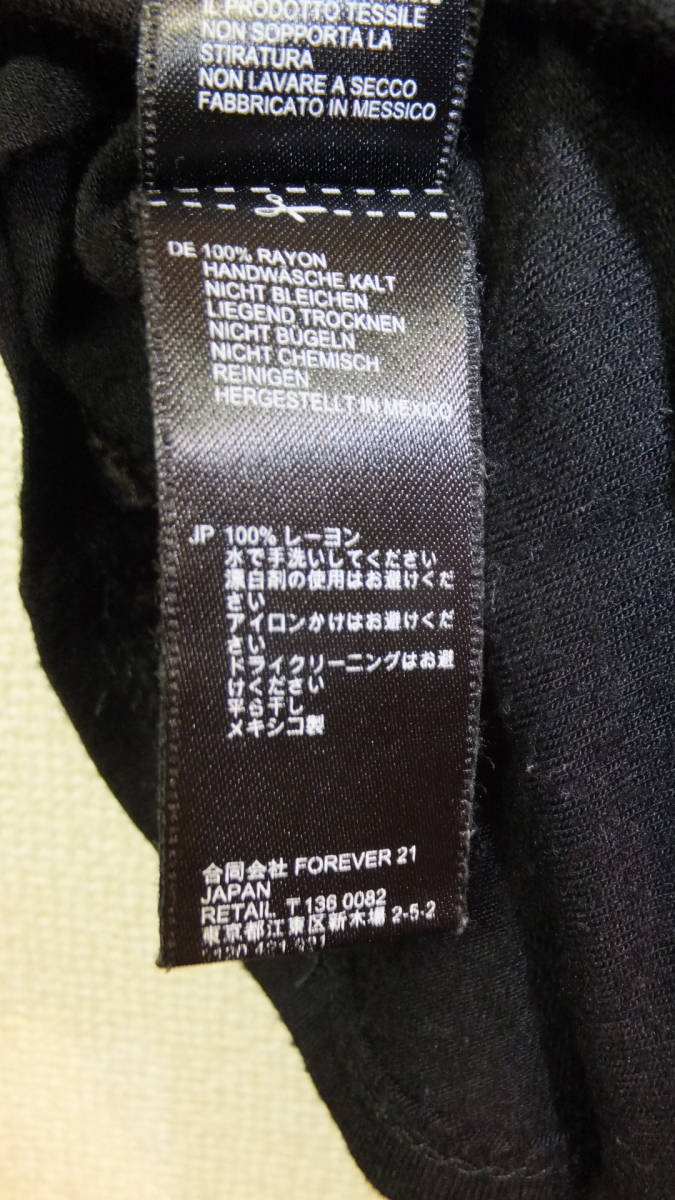 IL PRODOTTO TESSILE
NON SOPPORTA LA
STIRATURA
NON LAVARE A SECCO
FABBRICATO IN MESSICO
DE 100% RAYON
HANDWÄSCHE KALT
NICHT BLEICHEN
LIEGEND TROCKNEN
NICHT BÜGELN
NICHT CHEMISCH
REINIGEN
HERGESTELLT IN MEXICO
JP 100% レーヨン
水で手洗いしてください
漂白剤の使用はお避けくだ
さい
アイロンかけはお避けくだ
さい
ドライクリーニングはお避
けください
平ら干し
メキシコ製
合同会社 FOREVER 21
JAPAN
RETAIL 〒136 0082
東京都江東区新木場 2-5-2